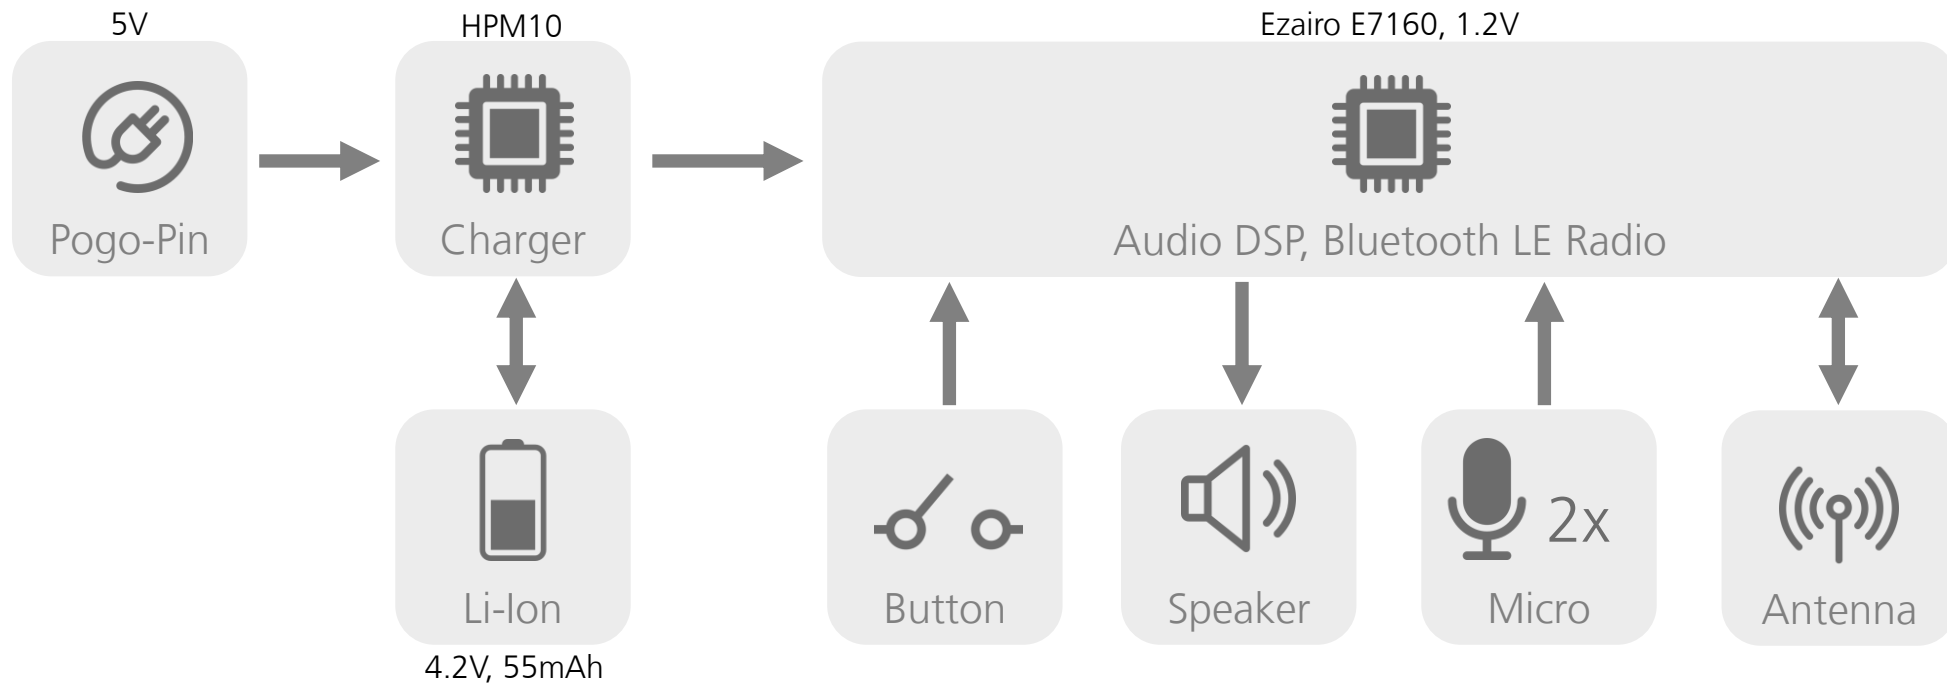 5V
HPM10
Ezairo E7160, 1.2V
Pogo-Pin
Charger
Audio DSP, Bluetooth LE Radio
2x
Li-Ion
Button
Speaker
Micro
Antenna
4.2V, 55mAh